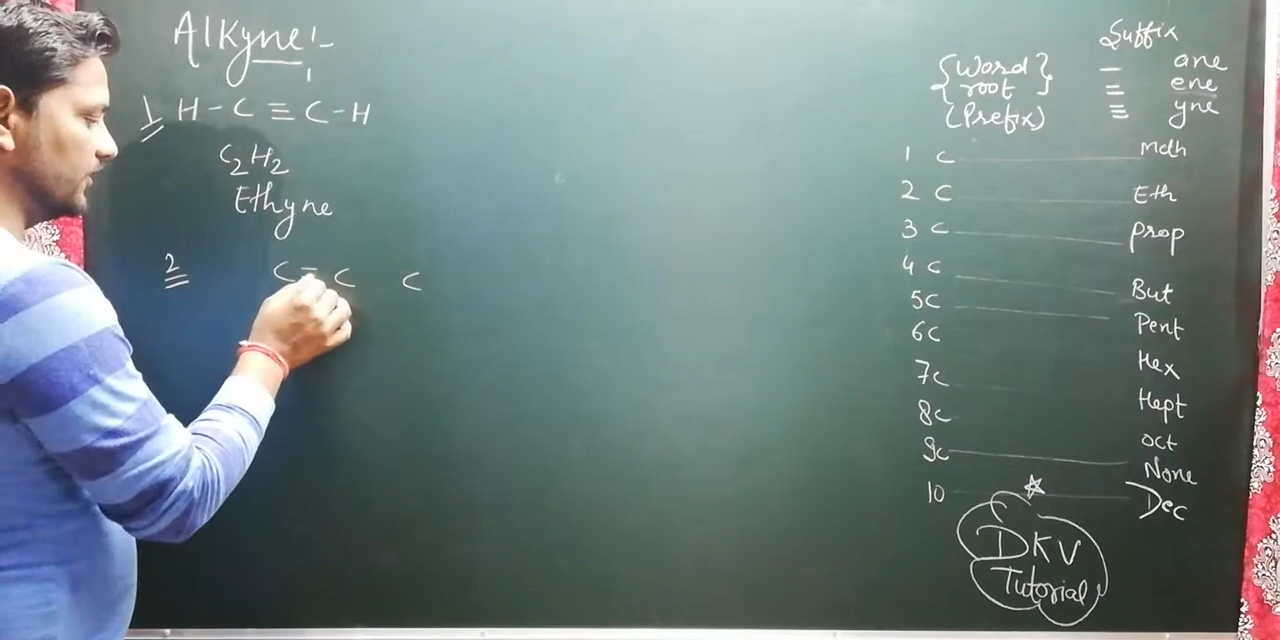 Alkyne!-
1 H-C≡C-H
C2H2
Ethyne
2 C = C C
Suffix
{Word} — ane
{root} = ene
(Prefix) ≡ yne
1 C Meth
2 C Eth
3 C Prop
4 C But
5C Pent
6C Hex
7C Hept
8C Oct
9C None
10 Dec
DKV
Tutorial